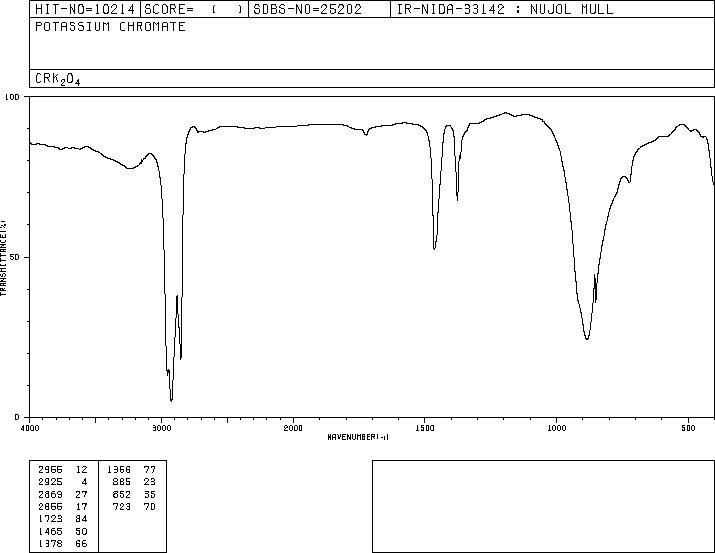 HIT-NO=10214 SCORE= ( ) SDBS-NO=25202 IR-NIDA-33142 : NUJOL MULL
POTASSIUM CHROMATE
CRK2O4
100
50
0
TRANSMITTANCE(%)
4000 3000 2000 1500 1000 500
WAVENUMBER(-1)
2955 12 1366 77
2925 4 885 23
2869 27 852 35
2855 17 723 70
1723 84
1465 50
1378 66